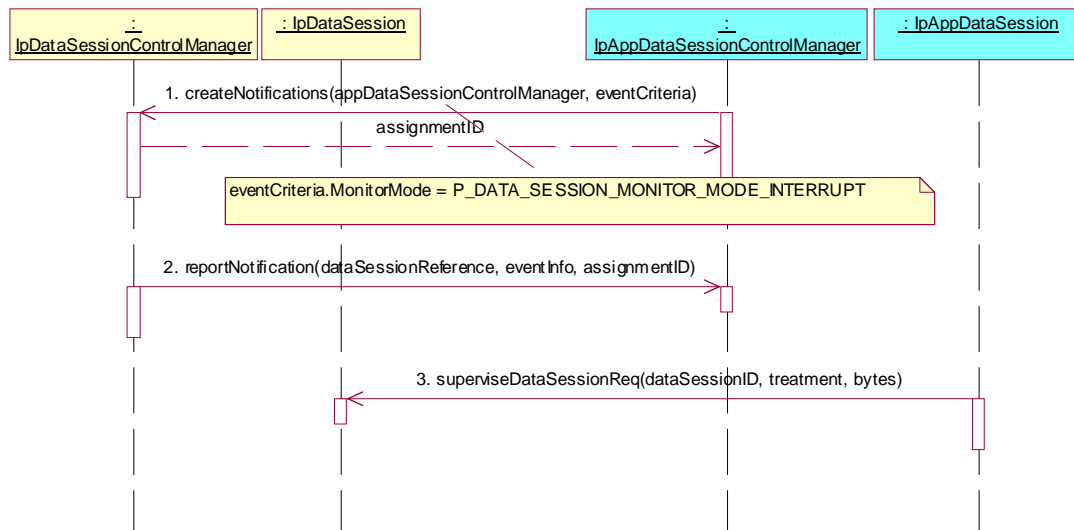 :
IpDataSessionControlManager
: IpDataSession
:
IpAppDataSessionControlManager
: IpAppDataSession
1. createNotifications(appDataSessionControlManager, eventCriteria)
assignmentID
eventCriteria.MonitorMode = P_DATA_SESSION_MONITOR_MODE_INTERRUPT
2. reportNotification(dataSessionReference, eventInfo, assignmentID)
3. superviseDataSessionReq(dataSessionID, treatment, bytes)